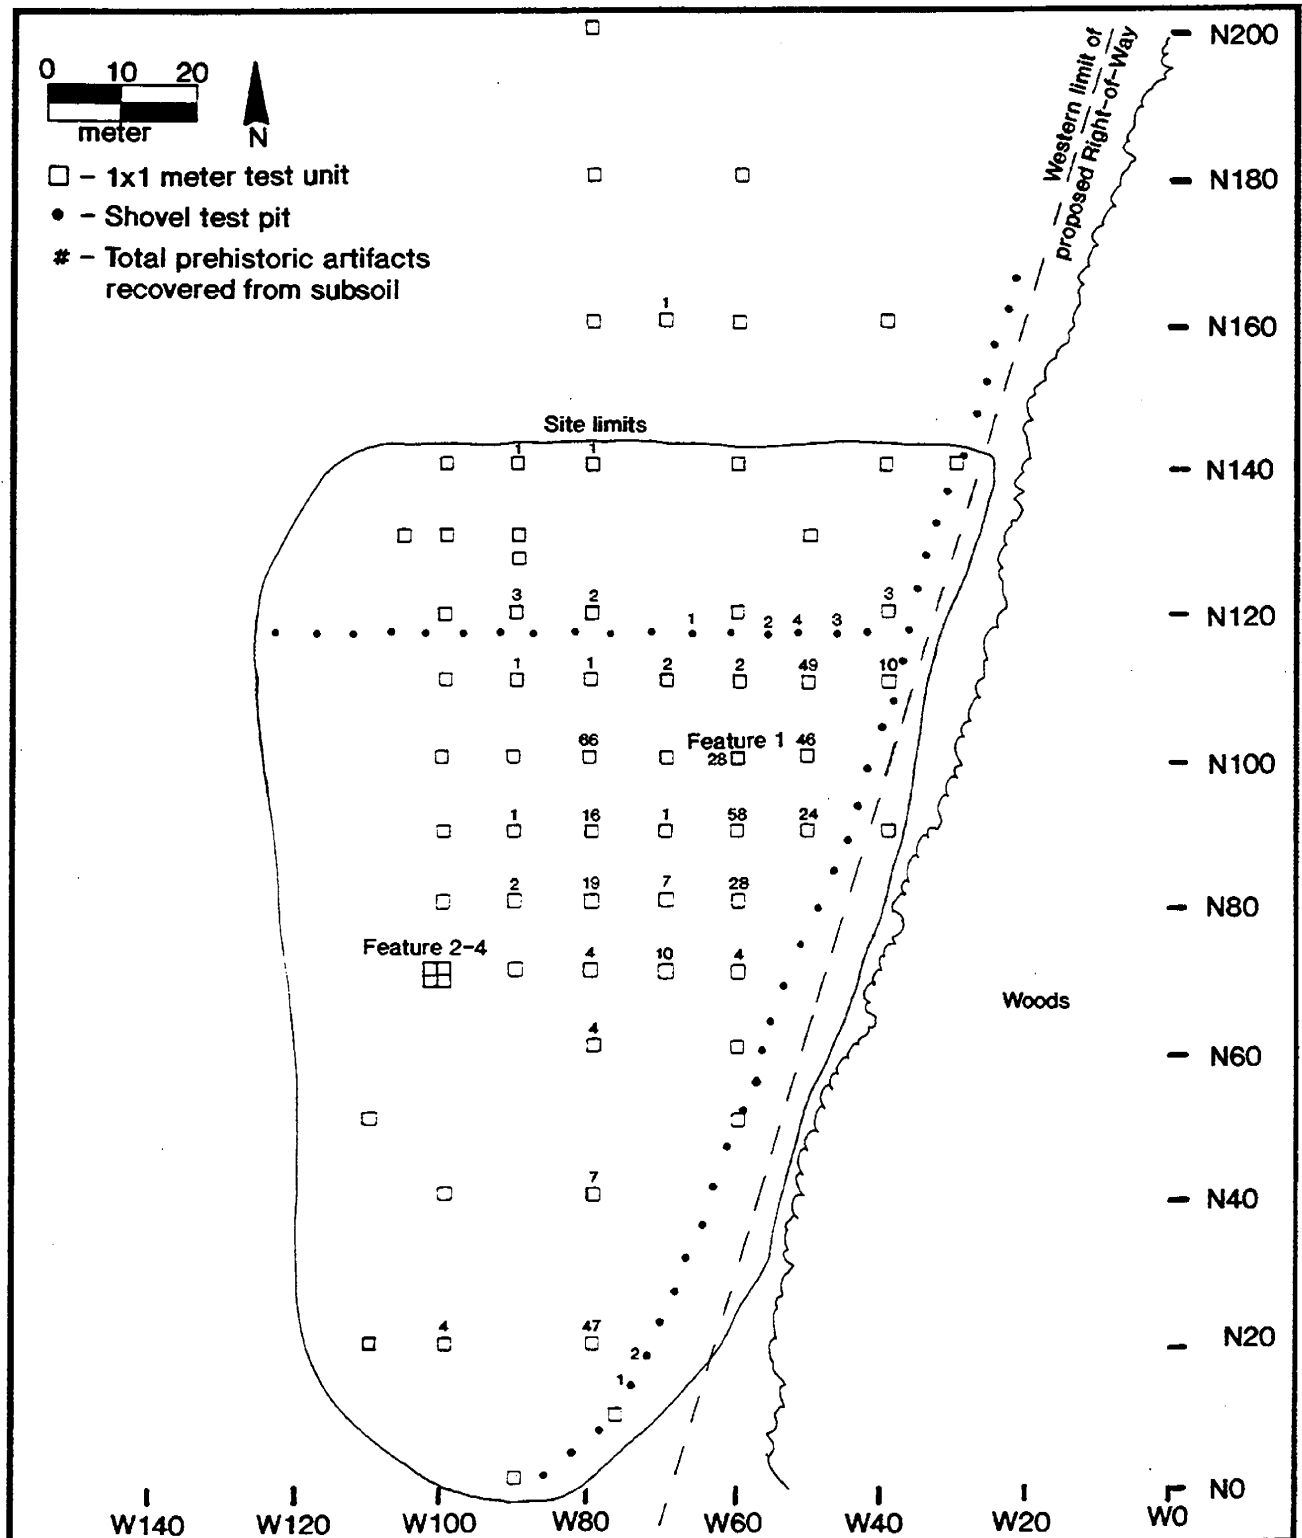 N200
0 10 20
meter
N
Western limit of
proposed Right-of-Way
□ - 1x1 meter test unit
N180
• - Shovel test pit
# - Total prehistoric artifacts
recovered from subsoil
1
N160
Site limits
1 1
N140
3 2 3
N120
1 2 4 3
1 1 2 2 49 10
66 Feature 1 46
28
N100
1 16 1 58 24
2 19 7 28
N80
Feature 2-4 4 10 4
Woods
4
N60
7
N40
4 47
N20
2
1
N0
W140 W120 W100 W80 W60 W40 W20 W0